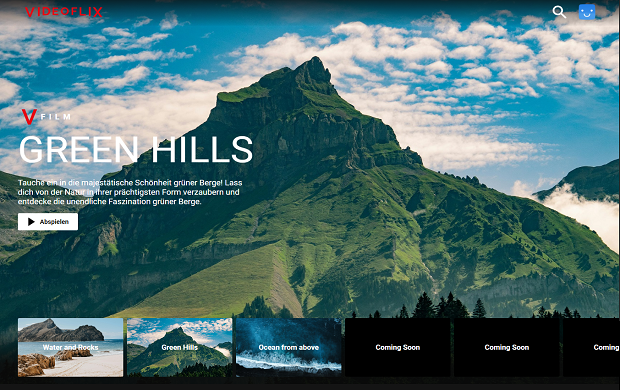 VIDEOFLIX
V FILM
GREEN HILLS
Tauche ein in die majestätische Schönheit grüner Berge! Lass
dich von der Natur in ihrer prächtigsten Form verzaubern und
entdecke die unendliche Faszination grüner Berge.
Abspielen
Water and Rocks
Green Hills
Ocean from above
Coming Soon
Coming Soon
Coming